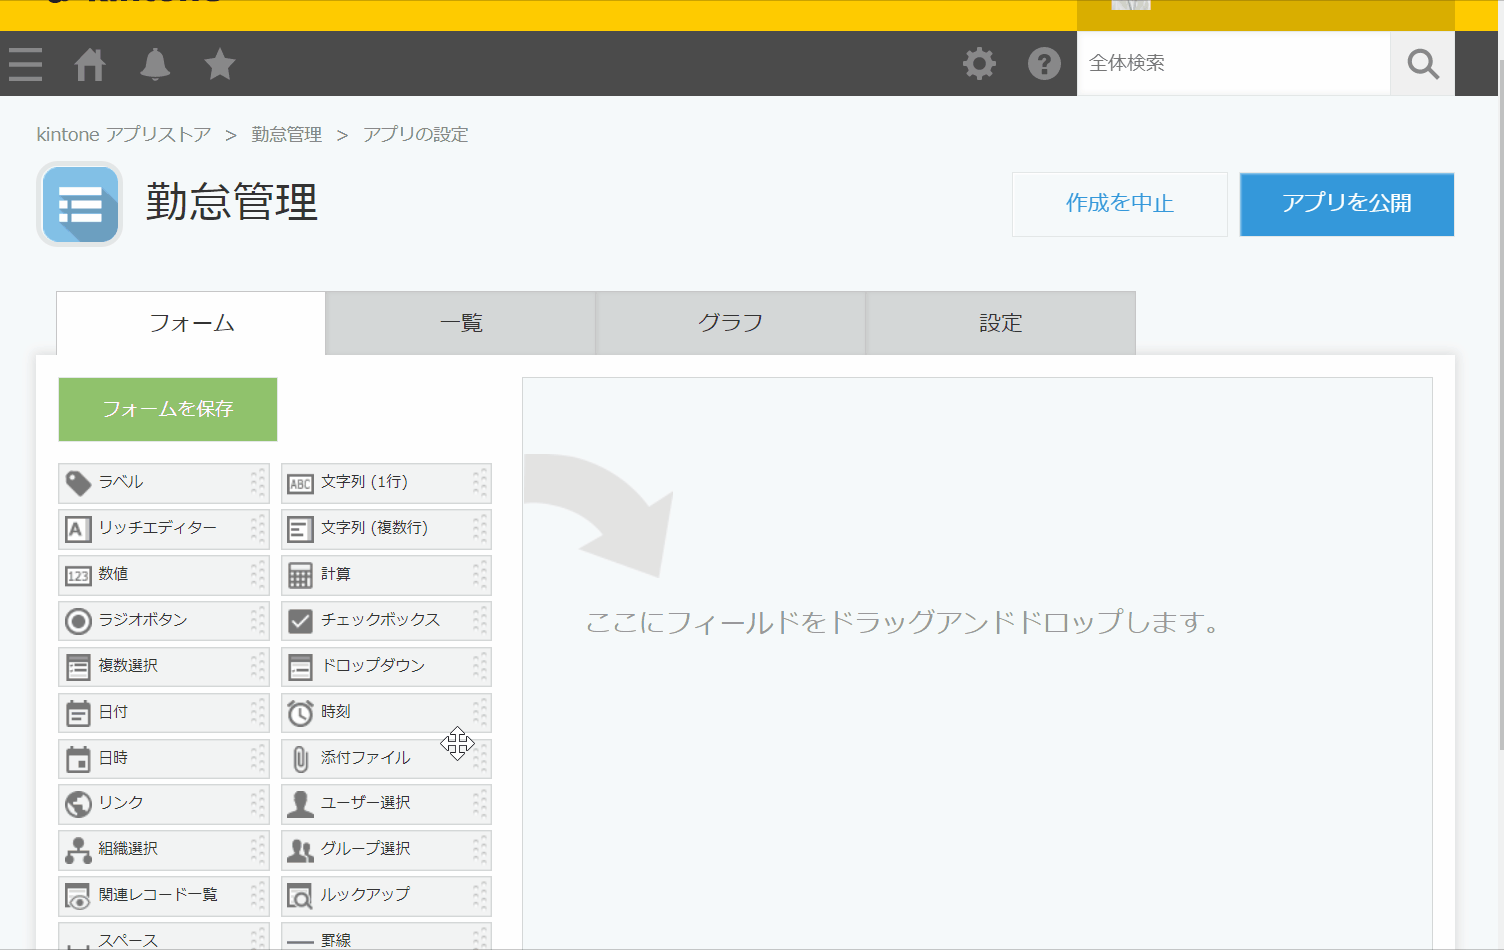 kintone
全体検索
kintone アプリストア > 勤怠管理 > アプリの設定
勤怠管理
作成を中止
アプリを公開
フォーム
一覧
グラフ
設定
フォームを保存
ラベル
文字列 (1行)
リッチエディター
文字列 (複数行)
数値
計算
ラジオボタン
チェックボックス
複数選択
ドロップダウン
日付
時刻
日時
添付ファイル
リンク
ユーザー選択
組織選択
グループ選択
関連レコード一覧
ルックアップ
スペース
罫線
ここにフィールドをドラッグアンドドロップします。